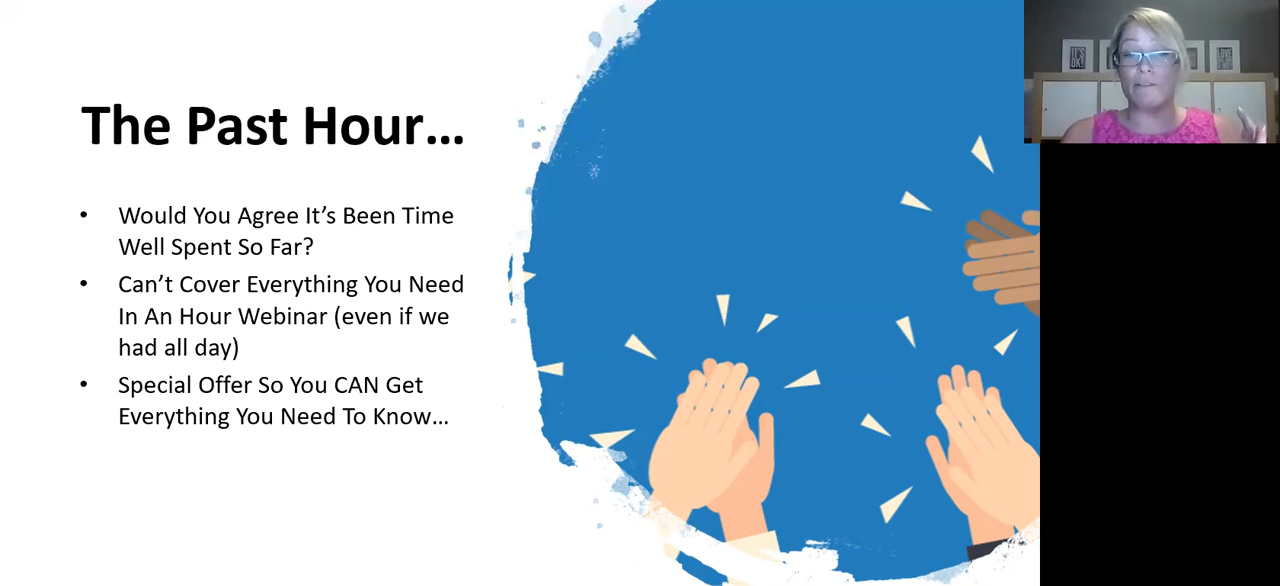 The Past Hour…
• Would You Agree It’s Been Time
Well Spent So Far?
• Can’t Cover Everything You Need
In An Hour Webinar (even if we
had all day)
• Special Offer So You CAN Get
Everything You Need To Know…